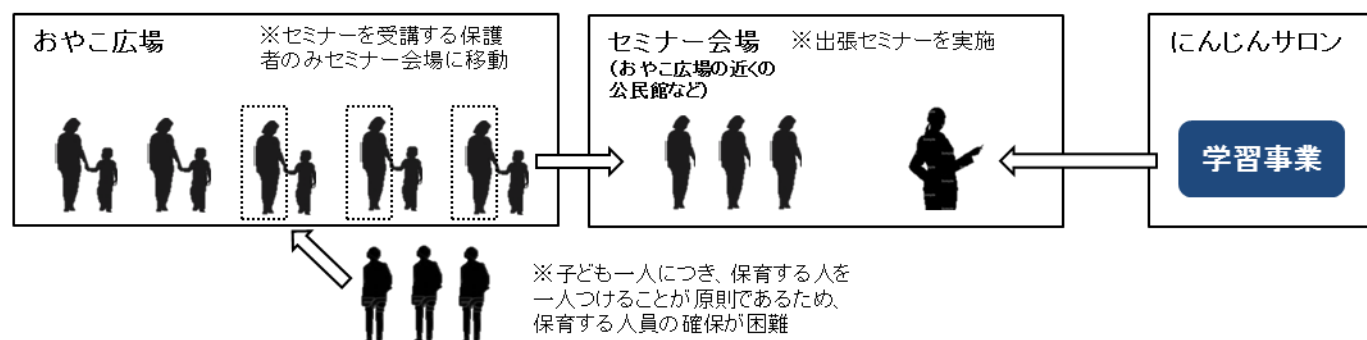 おやこ広場
※セミナーを受講する保護
者のみセミナー会場に移動
セミナー会場
(おやこ広場の近くの
公民館など)
※出張セミナーを実施
にんじんサロン
学習事業
※子ども一人につき、保育する人を
一人つけることが原則であるため、
保育する人員の確保が困難